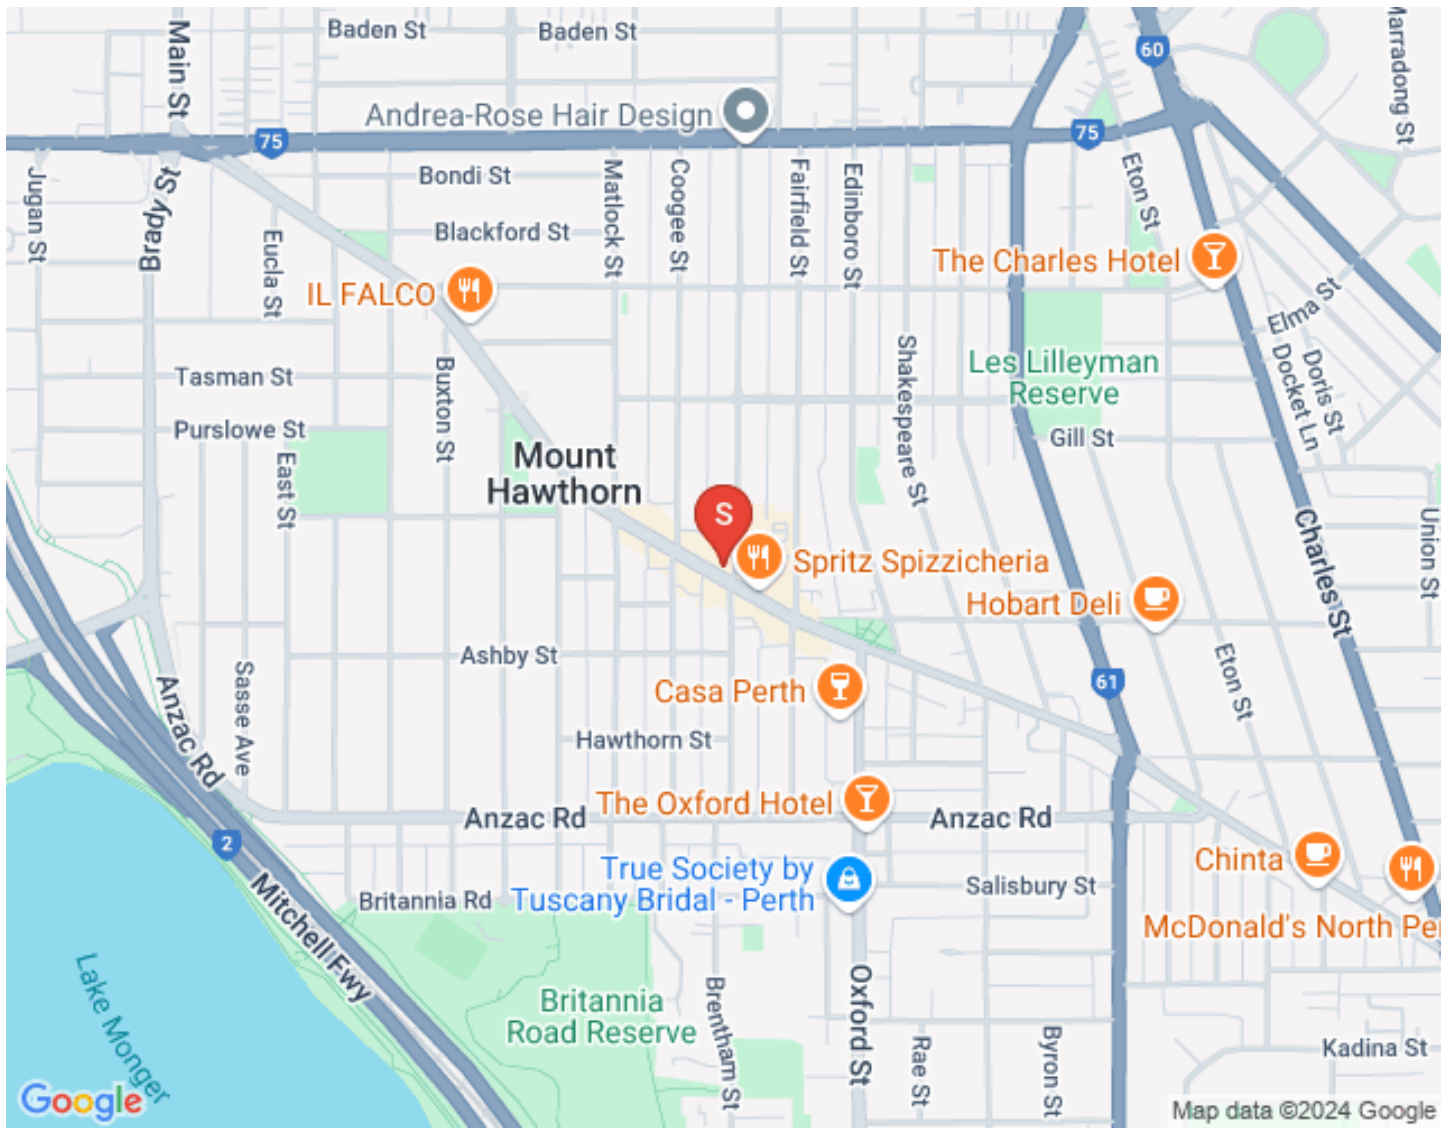 Baden St
Baden St
Main St
60
Marradong St
Andrea-Rose Hair Design
75
75
Bondi St
Jugan St
Bredy St
Matlock St
Coogee St
Fairfield St
Edinboro St
Eton St
Blackford St
Eucla St
The Charles Hotel
IL FALCO
Elma St
Shakespeare St
Les Lilleyman
Reserve
Doris St
Docket Ln
Tasman St
Buxton St
Purslowe St
Gill St
East St
Mount
Hawthorn
S
Charles St
Union St
Spritz Spizzicheria
Hobart Deli
Ashby St
Sasse Ave
Eton St
Casa Perth
61
Anzac Rd
Hawthorn St
The Oxford Hotel
Anzac Rd
Anzac Rd
2
Chinta
True Society by
Tuscany Bridal - Perth
Salisbury St
Britannia Rd
Mitchell Fwy
McDonald's North Per
Lake Monger
Britannia
Road Reserve
Brentham St
Oxford St
Rae St
Byron St
Kadina St
Google
Map data ©2024 Google